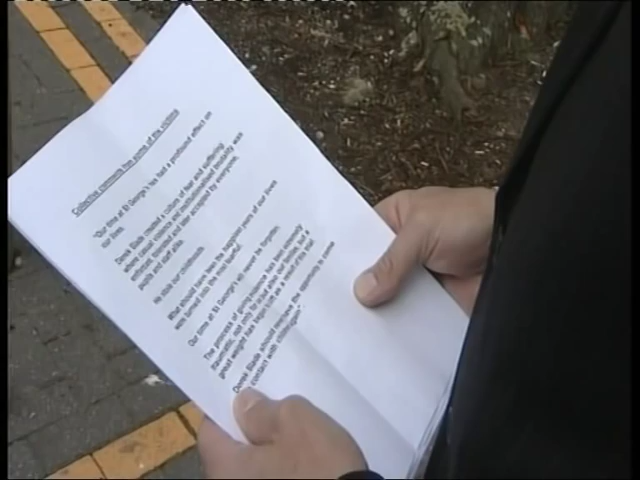 Collective comments from some of the victims
"Our time at St George's has had a profound effect on
our lives.
Derek Slade created a culture of fear and suffering
where casual violence and institutionalised brutality was
enforced, tolerated and later accepted by everyone,
pupils and staff alike.
He stole our childhoods.
What should have been the happiest years of our lives
were turned into the most fearful.
Our time at St George's will never be forgotten.
The process of giving evidence has been extremely
traumatic, not only for us but also our families, but a
great weight has been lifted as a result of this trial.
Derek Slade should never have the opportunity to come
contact with children."